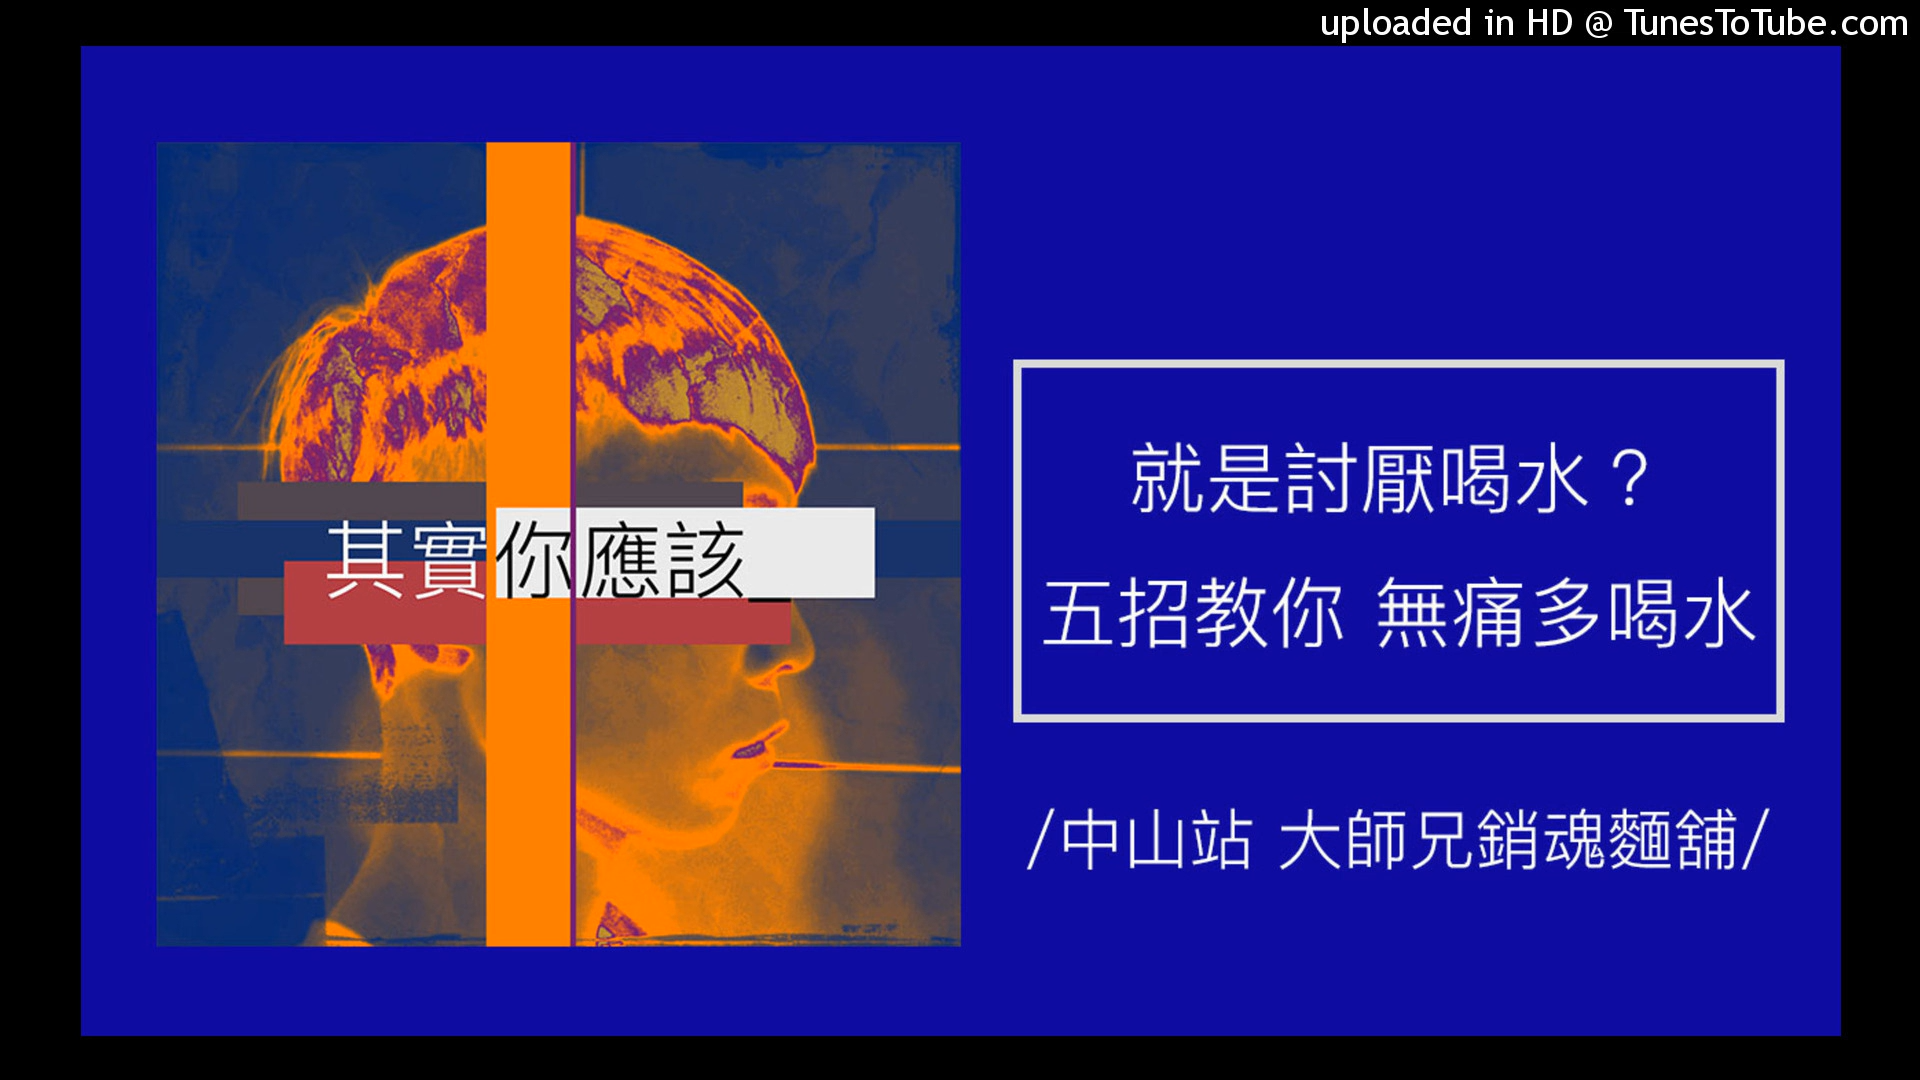 uploaded in HD @ TunesToTube.com
其實你應該_
就是討厭喝水？
五招教你 無痛多喝水
/中山站 大師兄銷魂麵舖/